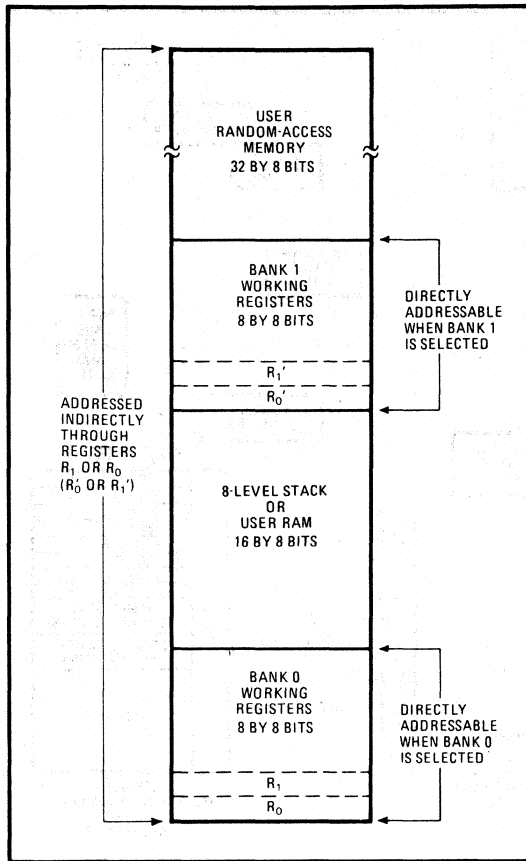 USER
RANDOM-ACCESS
MEMORY
32 BY 8 BITS
BANK 1
WORKING
REGISTERS
8 BY 8 BITS
R₁'
R₀'
DIRECTLY
ADDRESSABLE
WHEN BANK 1
IS SELECTED
ADDRESSED
INDIRECTLY
THROUGH
REGISTERS
R₁ OR R₀
(R₀' OR R₁')
8-LEVEL STACK
OR
USER RAM
16 BY 8 BITS
BANK 0
WORKING
REGISTERS
8 BY 8 BITS
R₁
R₀
DIRECTLY
ADDRESSABLE
WHEN BANK 0
IS SELECTED